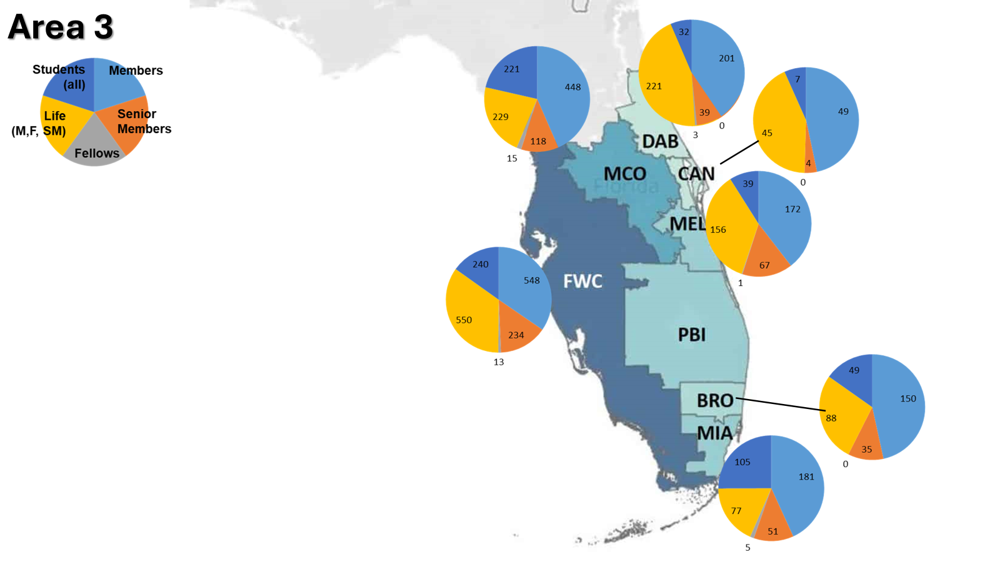 Area 3
Students
(all)
Members
Life
(M,F, SM)
Senior
Members
Fellows
221
448
229
118
15
32
201
221
39
3
0
7
49
45
4
0
39
172
156
67
1
240
548
550
234
13
49
150
88
35
0
105
181
77
51
5
DAB
MCO
CAN
Florida
MEL
FWC
PBI
BRO
MIA